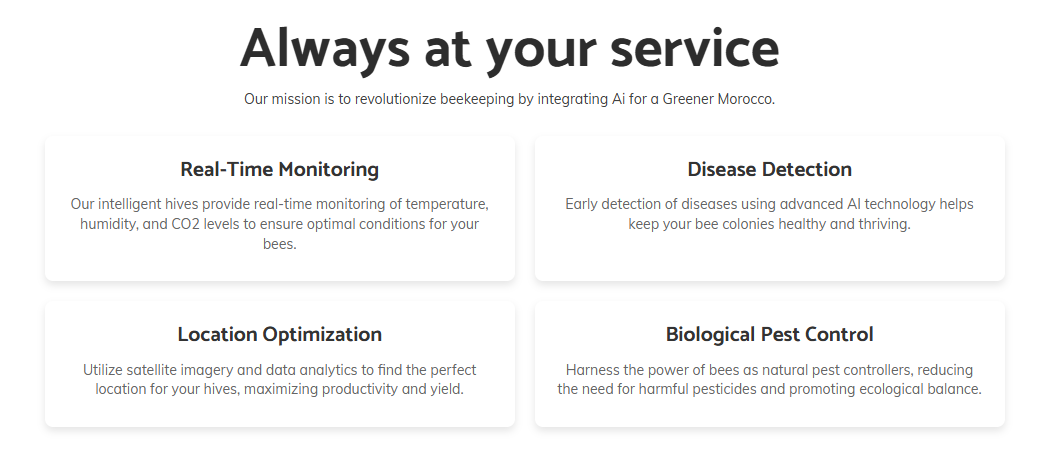 Always at your service
Our mission is to revolutionize beekeeping by integrating Ai for a Greener Morocco.
Real-Time Monitoring
Our intelligent hives provide real-time monitoring of temperature,
humidity, and CO2 levels to ensure optimal conditions for your
bees.
Disease Detection
Early detection of diseases using advanced AI technology helps
keep your bee colonies healthy and thriving.
Location Optimization
Utilize satellite imagery and data analytics to find the perfect
location for your hives, maximizing productivity and yield.
Biological Pest Control
Harness the power of bees as natural pest controllers, reducing
the need for harmful pesticides and promoting ecological balance.